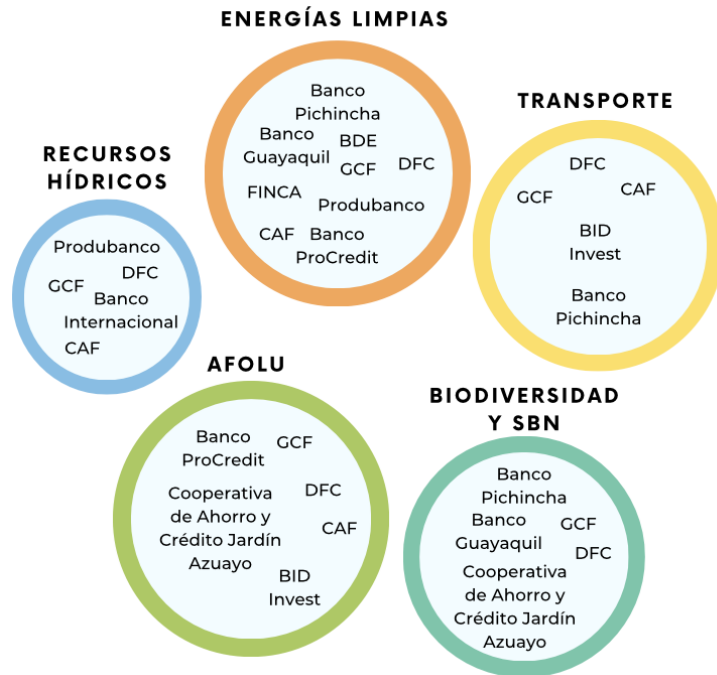 ENERGÍAS LIMPIAS
Banco
Pichincha
Banco
Guayaquil
BDE
GCF
DFC
FINCA
Produbanco
CAF
Banco
ProCredit
TRANSPORTE
DFC
GCF
CAF
BID
Invest
Banco
Pichincha
RECURSOS
HÍDRICOS
Produbanco
DFC
GCF
Banco
Internacional
CAF
AFOLU
Banco
ProCredit
GCF
DFC
Cooperativa
de Ahorro y
Crédito Jardín
Azuayo
CAF
BID
Invest
BIODIVERSIDAD
Y SBN
Banco
Pichincha
Banco
Guayaquil
GCF
DFC
Cooperativa
de Ahorro y
Crédito Jardín
Azuayo